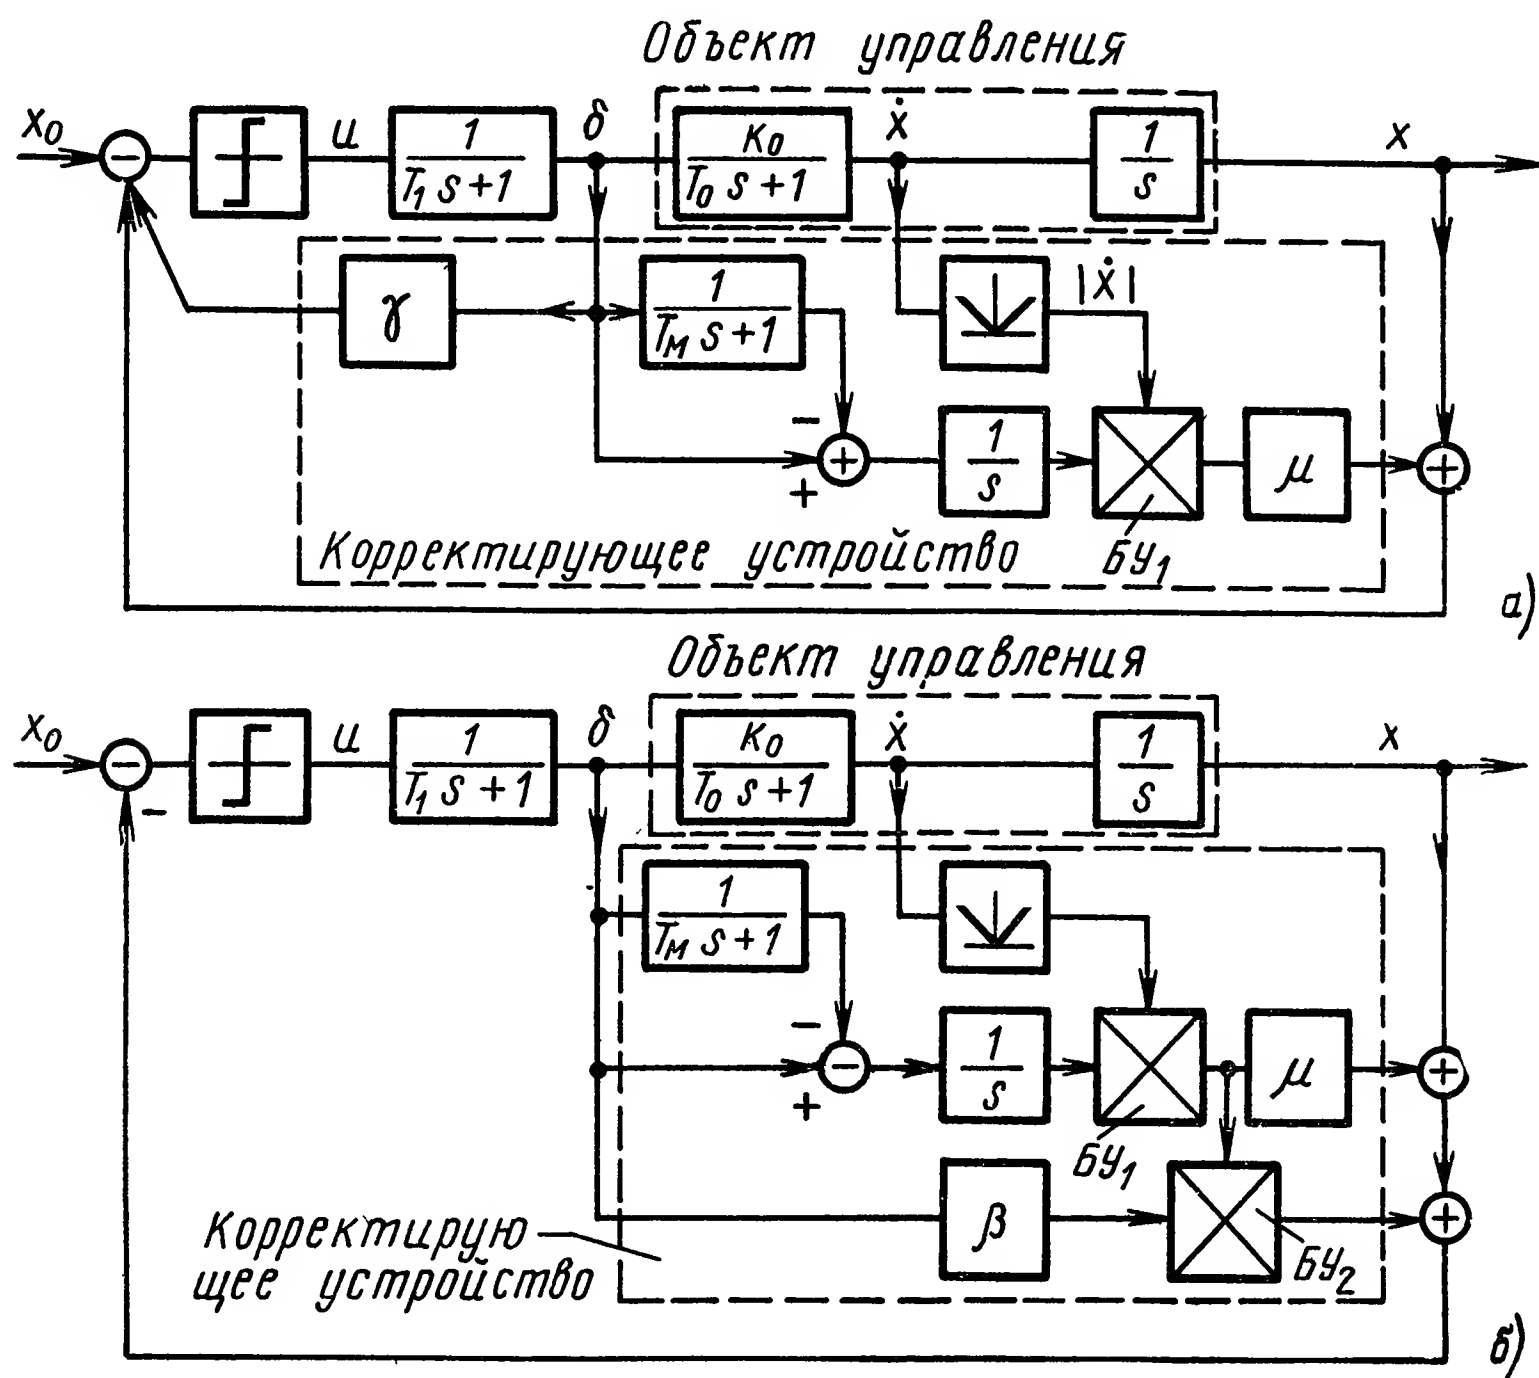 Объект управления
x₀
u
1
T₁ s+1
δ
K₀
T₀ s+1
ẋ
1
s
x
γ
1
Tм s+1
|ẋ|
−
+
+
1
s
μ
+
Корректирующее устройство
БУ₁
а)
Объект управления
x₀
−
−
u
1
T₁ s+1
δ
K₀
T₀ s+1
ẋ
1
s
x
1
Tм s+1
−
−
+
1
s
БУ₁
μ
+
β
БУ₂
+
Корректирую
щее устройство
б)